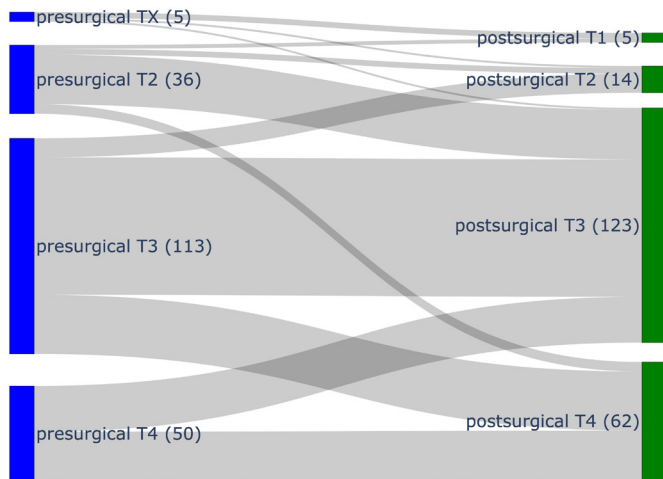 presurgical TX (5)
postsurgical T1 (5)
presurgical T2 (36)
postsurgical T2 (14)
presurgical T3 (113)
postsurgical T3 (123)
presurgical T4 (50)
postsurgical T4 (62)